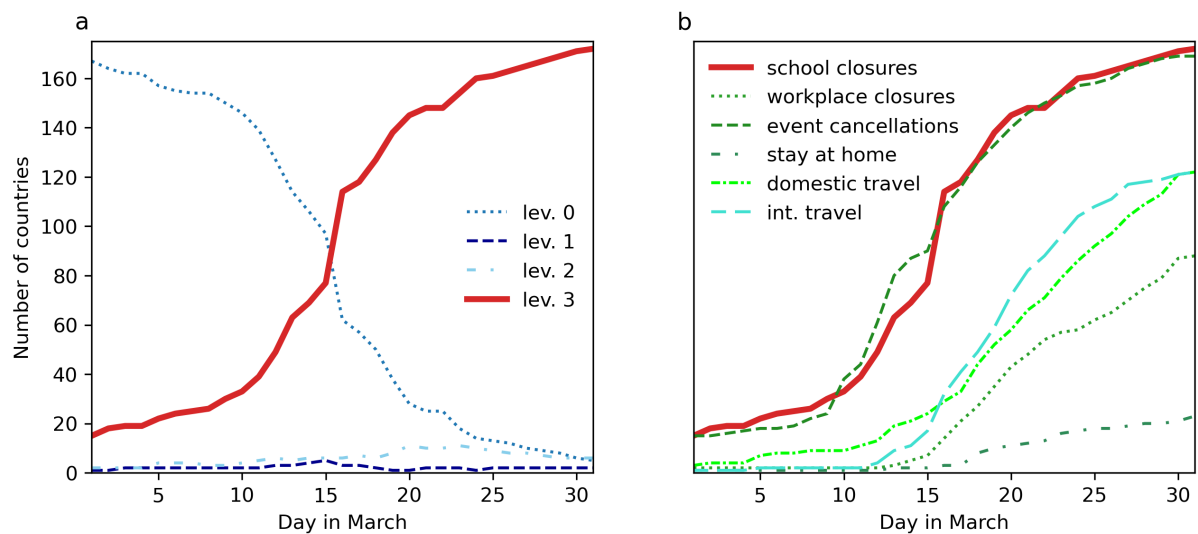 a
Number of countries
160
140
120
100
80
60
40
20
0
lev. 0
lev. 1
lev. 2
lev. 3
5 10 15 20 25 30
Day in March
b
school closures
workplace closures
event cancellations
stay at home
domestic travel
int. travel
5 10 15 20 25 30
Day in March